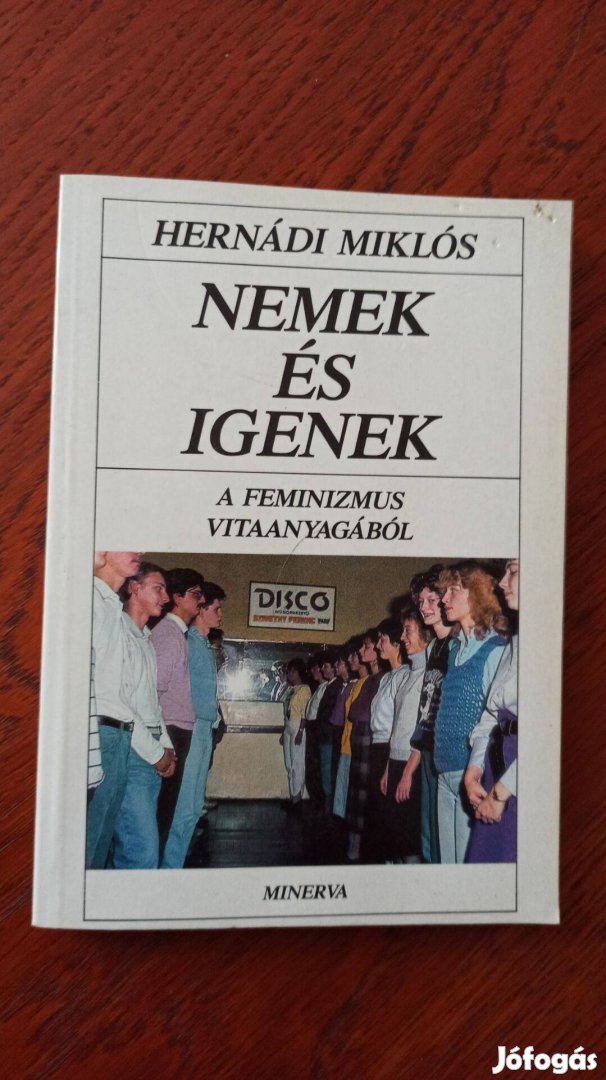 HERNÁDI MIKLÓS
NEMEK
ÉS
IGENEK
A FEMINIZMUS
VITAANYAGÁBÓL
DISCO
MINERVA
Jófogás